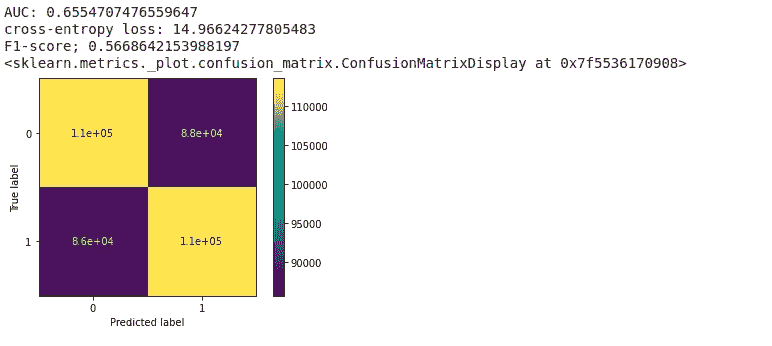 AUC: 0.6554707476559647
cross-entropy loss: 14.96624277805483
F1-score; 0.5668642153988197
<sklearn.metrics._plot.confusion_matrix.ConfusionMatrixDisplay at 0x7f5536170908>
110000
0
1.1e+05
8.8e+04
105000
True label
100000
95000
1
8.6e+04
1.1e+05
90000
0
1
Predicted label